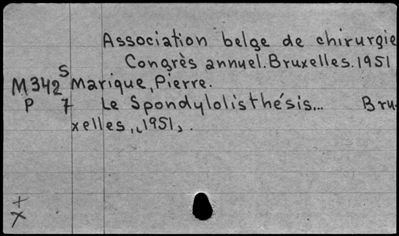 Association belge de chirurgie
Congrès annuel. Bruxelles. 1951
S
M342 Marique, Pierre.
P 7 Le Spondylolisthésis... Bru-
xelles, 1951.
+
x